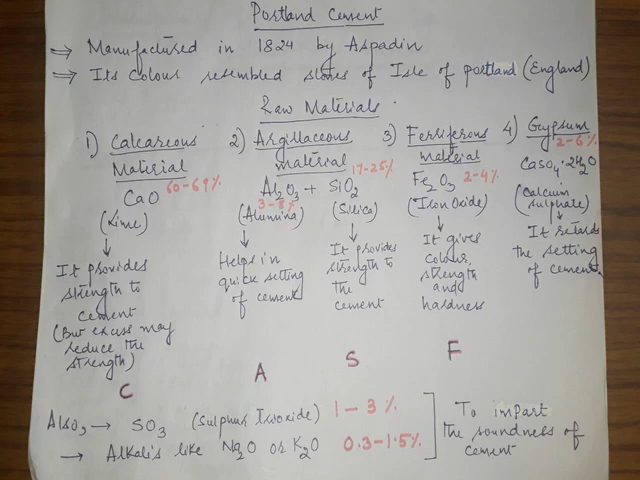 Portland Cement
⇒ Manufactured in 1824 by Aspadin
⇒ Its colour resembled stones of Isle of portland (England)
Raw Materials
1) Calcareous Material
CaO 60-69%
(Lime)
↓
It provides
strength to
cement
(But excess may
reduce the
strength)
C
2) Argillaceous material
Al2O3 + SiO2 17-25%
3-8%
(Alumina) (Silica)
↓
Helps in
quick setting
of cement
A
↓
It provides
strength to
the
cement
S
3) Ferriferous material
Fe2O3 2-4%
(Iron Oxide)
↓
It gives
colour,
strength
and
hardness
F
4) Gypsum
2-6%
CaSO4·2H2O
(Calcium
sulphate)
↓
It retards
the setting
of cement.
Also, → SO3 (Sulphur Trioxide) 1-3%
→ Alkali's like Na2O or K2O 0.3-1.5%
To impart
the soundness of
cement